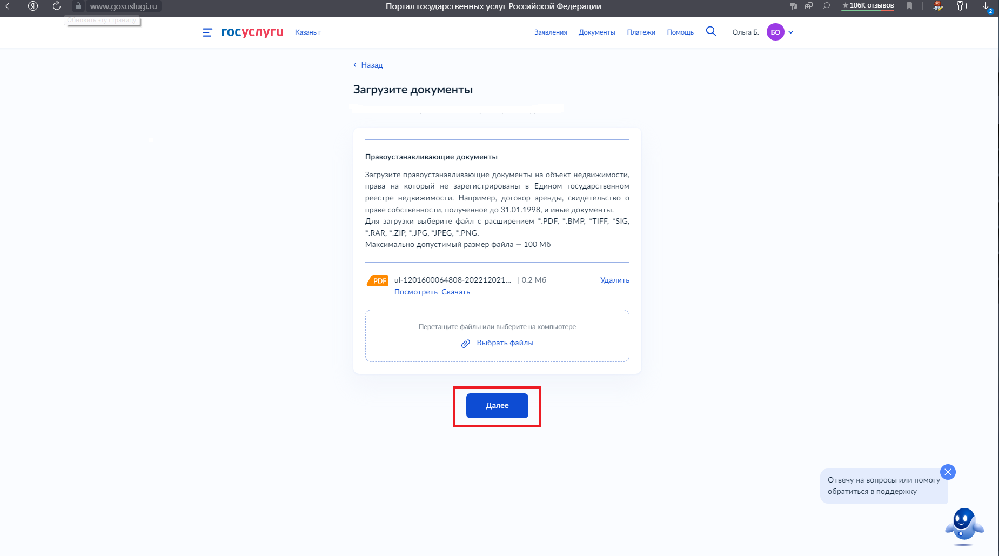 www.gosuslugi.ru
Портал государственных услуг Российской Федерации
★ 106K отзывов
2
Обновить эту страницу
госуслуги
Казань г
Заявления
Документы
Платежи
Помощь
Ольга Б.
БО
Назад
Загрузите документы
Правоустанавливающие документы
Загрузите правоустанавливающие документы на объект недвижимости,
права на который не зарегистрированы в Едином государственном
реестре недвижимости. Например, договор аренды, свидетельство о
праве собственности, полученное до 31.01.1998, и иные документы.
Для загрузки выберите файл с расширением *.PDF, *.BMP, *TIFF, *SIG,
*.RAR, *.ZIP, *.JPG, *JPEG, *.PNG.
Максимально допустимый размер файла — 100 Мб
PDF
ul-1201600064808-202212021... | 0.2 Мб
Удалить
Посмотреть Скачать
Перетащите файлы или выберите на компьютере
Выбрать файлы
Далее
Отвечу на вопросы или помогу
обратиться в поддержку